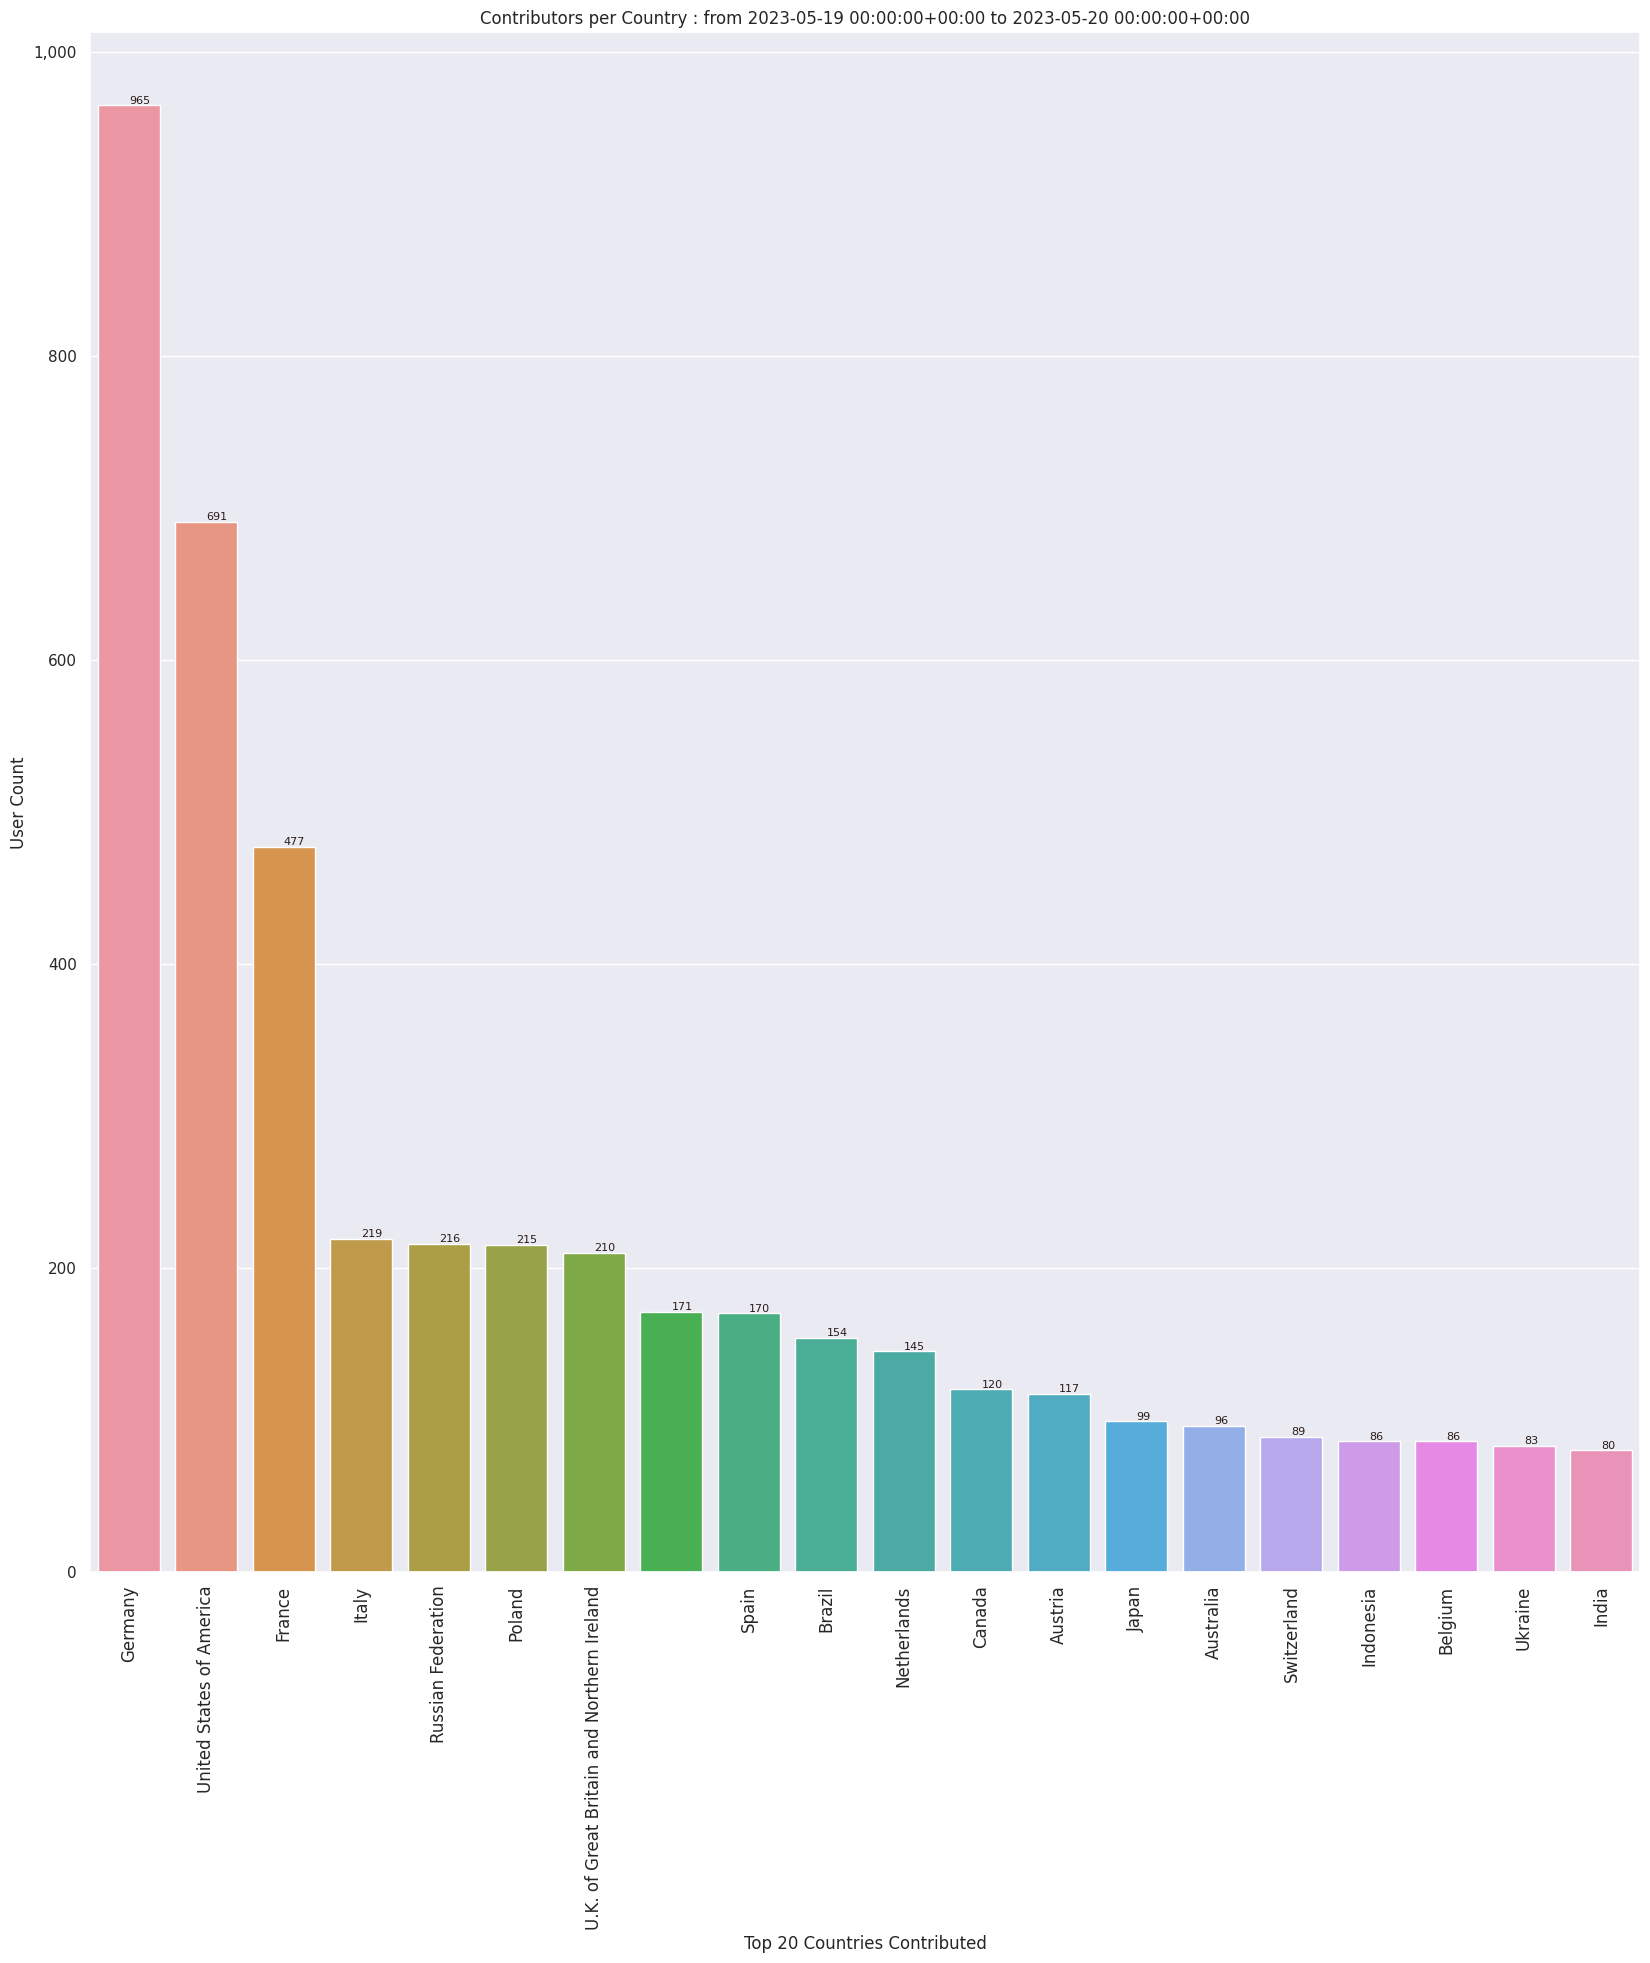 Contributors per Country : from 2023-05-19 00:00:00+00:00 to 2023-05-20 00:00:00+00:00
User Count
1,000
800
600
400
200
0
965
691
477
219
216
215
210
171
170
154
145
120
117
99
96
89
86
86
83
80
Germany
United States of America
France
Italy
Russian Federation
Poland
U.K. of Great Britain and Northern Ireland
Spain
Brazil
Netherlands
Canada
Austria
Japan
Australia
Switzerland
Indonesia
Belgium
Ukraine
India
Top 20 Countries Contributed